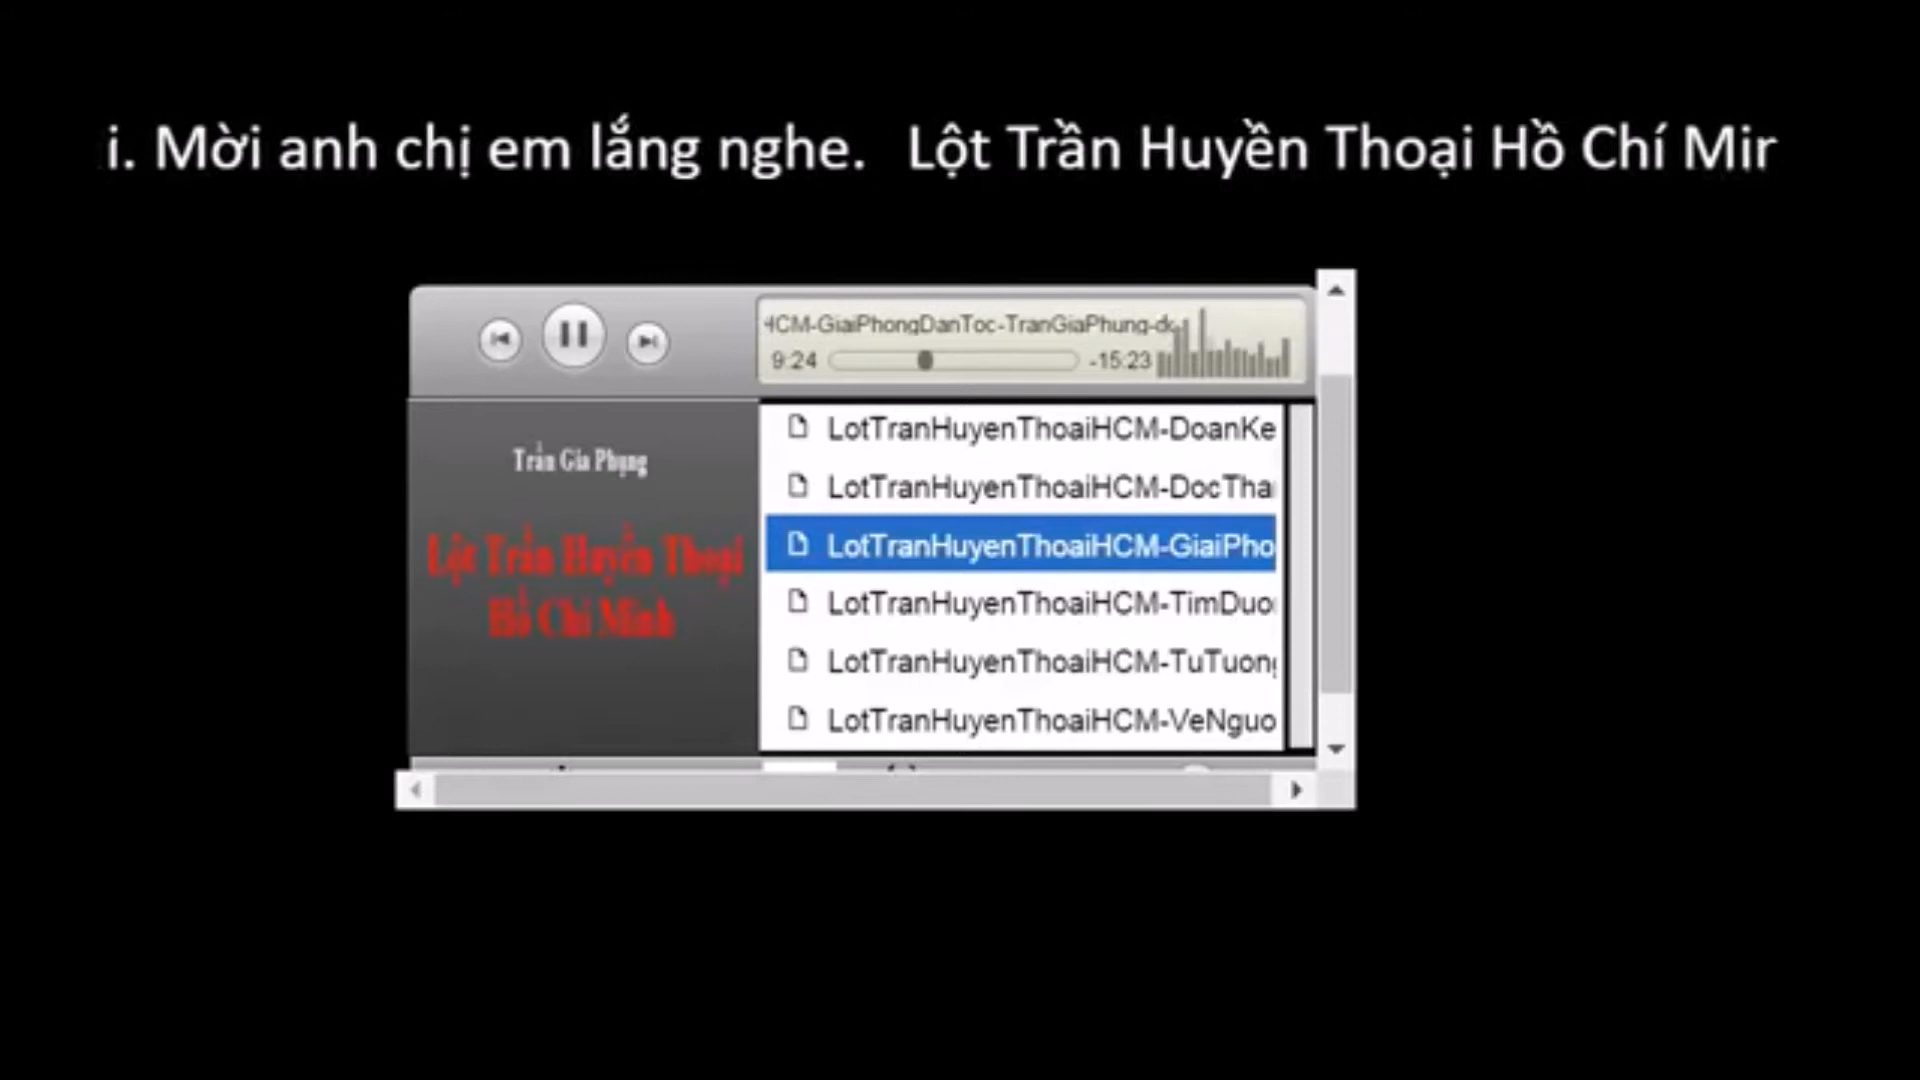 i. Mời anh chị em lắng nghe. Lột Trần Huyền Thoại Hồ Chí Mir
HCM-GiaiPhongDanToc-TranGiaPhung-dc
9:24 -15:23
Trần Gia Phụng
Lột Trần Huyền Thoại
Hồ Chí Minh
LotTranHuyenThoaiHCM-DoanKe
LotTranHuyenThoaiHCM-DocTha
LotTranHuyenThoaiHCM-GiaiPho
LotTranHuyenThoaiHCM-TimDuo
LotTranHuyenThoaiHCM-TuTuong
LotTranHuyenThoaiHCM-VeNguo